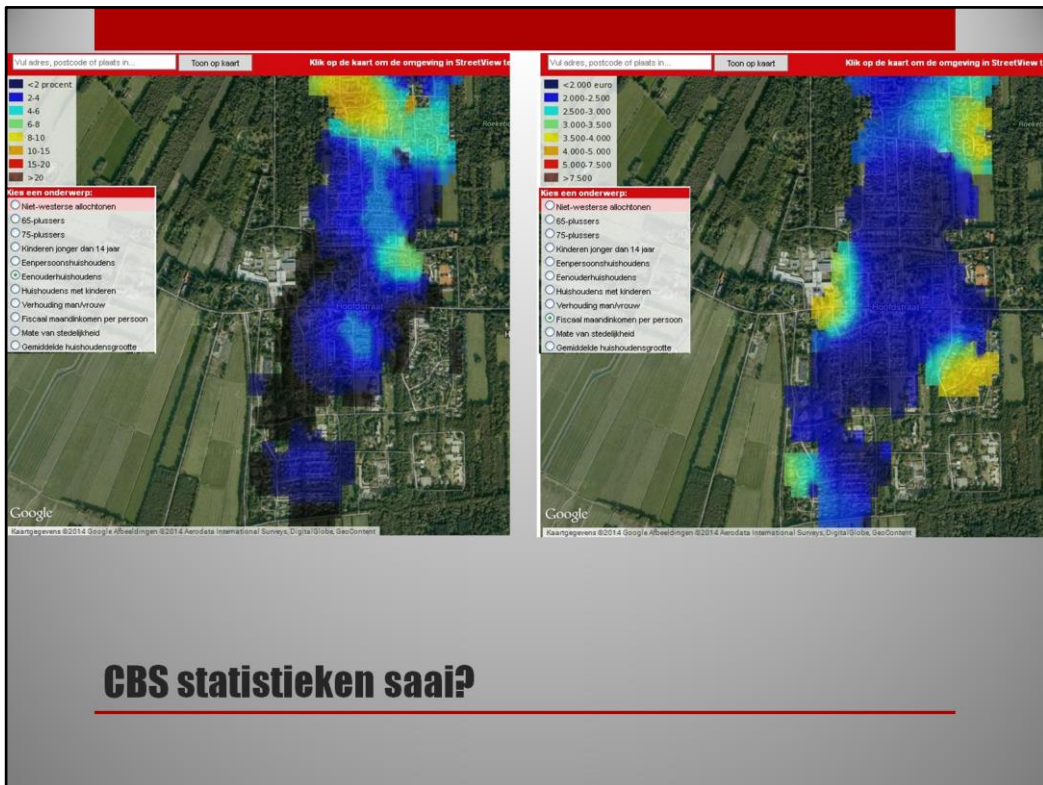 Vul adres, postcode of plaats in...
Toon op kaart
Klik op de kaart om de omgeving in StreetView te
<2 procent
2-4
4-6
6-8
8-10
10-15
15-20
>20
Kies een onderwerp:
Niet-westerse allochtonen
65-plussers
75-plussers
Kinderen jonger dan 14 jaar
Eenpersoonshuishoudens
Eenouderhuishoudens
Huishoudens met kinderen
Verhouding man/vrouw
Fiscaal maandinkomen per persoon
Mate van stedelijkheid
Gemiddelde huishoudensgrootte
Hoofdstraat
Google
Kaartgegevens ©2014 Google Afbeeldingen ©2014 Aerodata International Surveys, DigitalGlobe, GeoContent
Vul adres, postcode of plaats in...
Toon op kaart
Klik op de kaart om de omgeving in StreetView te
<2.000 euro
2.000-2.500
2.500-3.000
3.000-3.500
3.500-4.000
4.000-5.000
5.000-7.500
>7.500
Kies een onderwerp:
Niet-westerse allochtonen
65-plussers
75-plussers
Kinderen jonger dan 14 jaar
Eenpersoonshuishoudens
Eenouderhuishoudens
Huishoudens met kinderen
Verhouding man/vrouw
Fiscaal maandinkomen per persoon
Mate van stedelijkheid
Gemiddelde huishoudensgrootte
Hoofdstraat
Google
Kaartgegevens ©2014 Google Afbeeldingen ©2014 Aerodata International Surveys, DigitalGlobe, GeoContent
CBS statistieken saai?